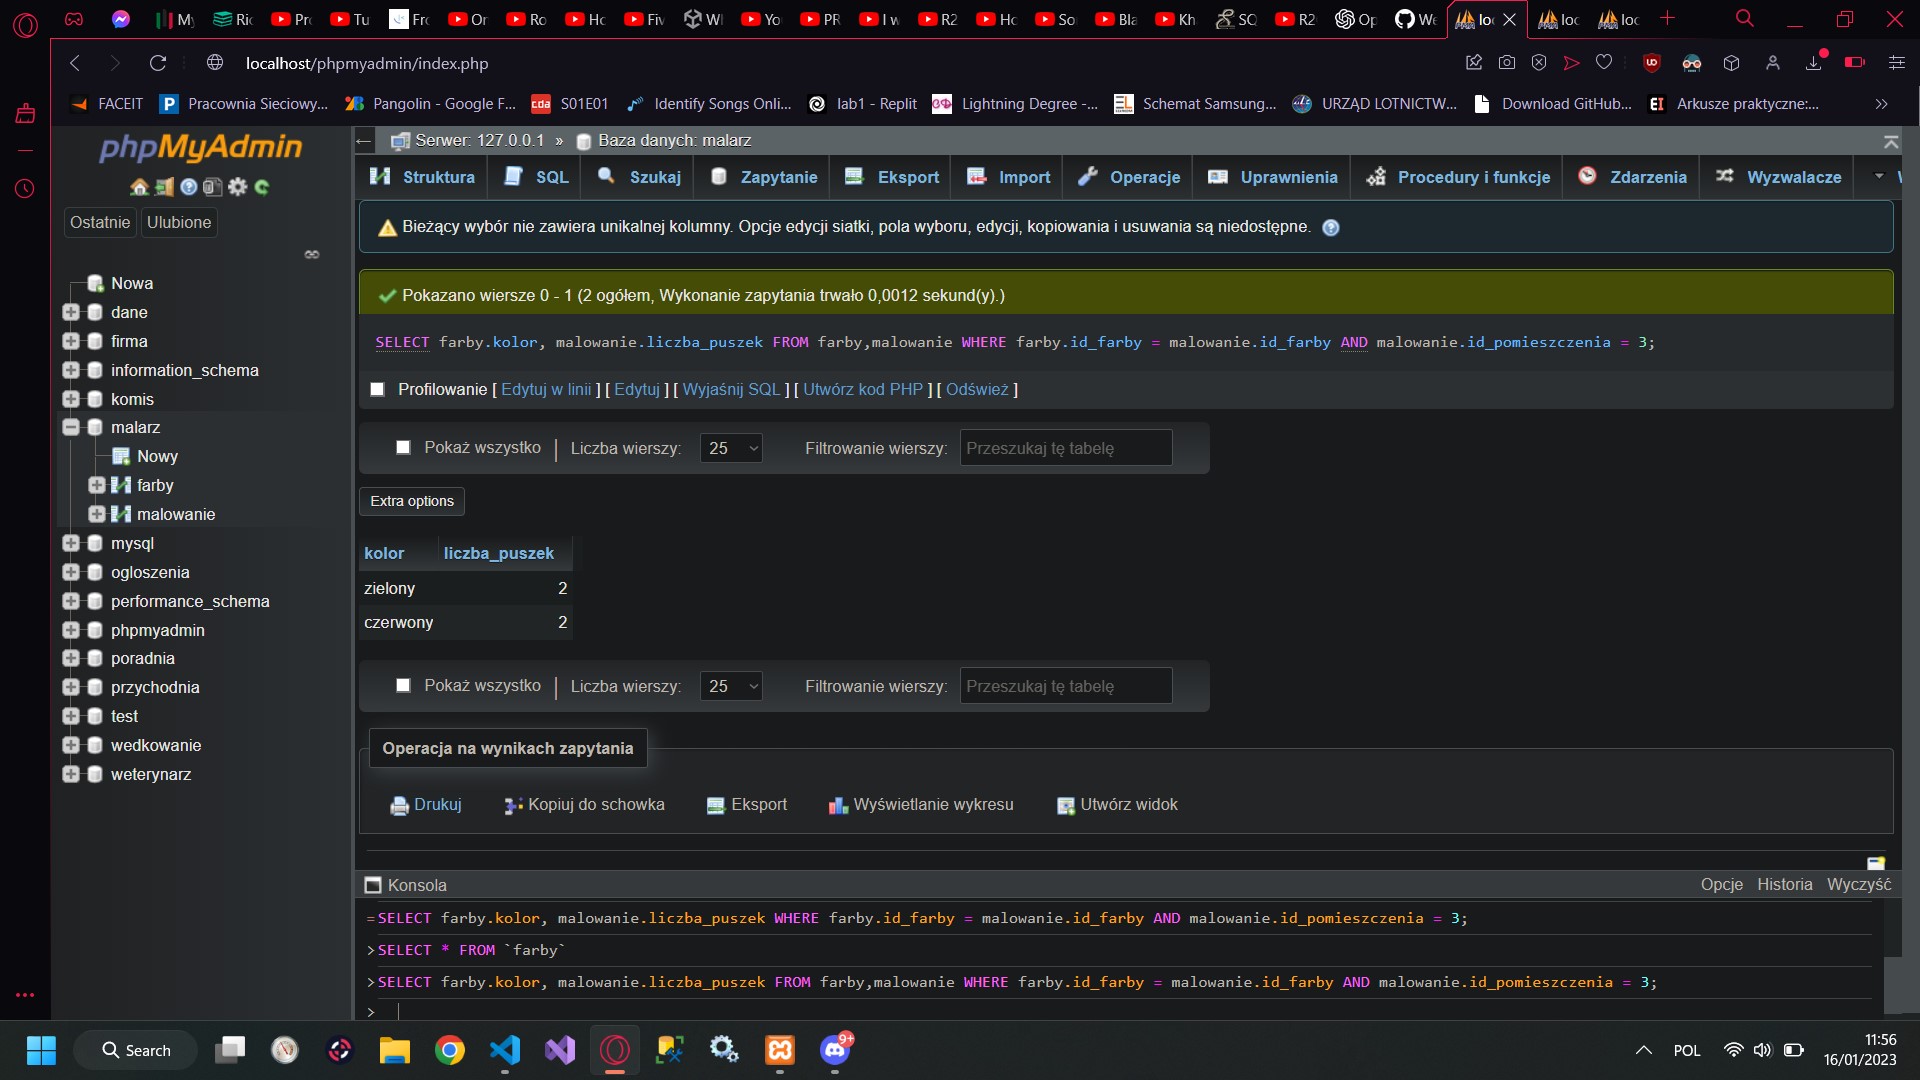 My
Ric
Pro
Tu
Fro
Or
Ro
Ho
Fiv
Wl
Yo
PR
I w
R2
Ho
So
Bla
Kh
SQ
R2
Op
We
loc
loc
loc
localhost/phpmyadmin/index.php
FACEIT
Pracownia Sieciowy...
Pangolin - Google F...
S01E01
Identify Songs Onli...
lab1 - Replit
Lightning Degree -...
Schemat Samsung...
URZĄD LOTNICTW...
Download GitHub...
Arkusze praktyczne:...
phpMyAdmin
Ostatnie Ulubione
Nowa
dane
firma
information_schema
komis
malarz
Nowy
farby
malowanie
mysql
ogloszenia
performance_schema
phpmyadmin
poradnia
przychodnia
test
wedkowanie
weterynarz
Serwer: 127.0.0.1 » Baza danych: malarz
Struktura SQL Szukaj Zapytanie Eksport Import Operacje Uprawnienia Procedury i funkcje Zdarzenia Wyzwalacze
Bieżący wybór nie zawiera unikalnej kolumny. Opcje edycji siatki, pola wyboru, edycji, kopiowania i usuwania są niedostępne.
Pokazano wiersze 0 - 1 (2 ogółem, Wykonanie zapytania trwało 0,0012 sekund(y).)
SELECT farby.kolor, malowanie.liczba_puszek FROM farby,malowanie WHERE farby.id_farby = malowanie.id_farby AND malowanie.id_pomieszczenia = 3;
Profilowanie [ Edytuj w linii ] [ Edytuj ] [ Wyjaśnij SQL ] [ Utwórz kod PHP ] [ Odśwież ]
Pokaż wszystko | Liczba wierszy: 25 Filtrowanie wierszy: Przeszukaj tę tabelę
Extra options
kolor liczba_puszek
zielony 2
czerwony 2
Pokaż wszystko | Liczba wierszy: 25 Filtrowanie wierszy: Przeszukaj tę tabelę
Operacja na wynikach zapytania
Drukuj Kopiuj do schowka Eksport Wyświetlanie wykresu Utwórz widok
Konsola Opcje Historia Wyczyść
=SELECT farby.kolor, malowanie.liczba_puszek WHERE farby.id_farby = malowanie.id_farby AND malowanie.id_pomieszczenia = 3;
>SELECT * FROM `farby`
>SELECT farby.kolor, malowanie.liczba_puszek FROM farby,malowanie WHERE farby.id_farby = malowanie.id_farby AND malowanie.id_pomieszczenia = 3;
>
Search
9+
POL
11:56
16/01/2023